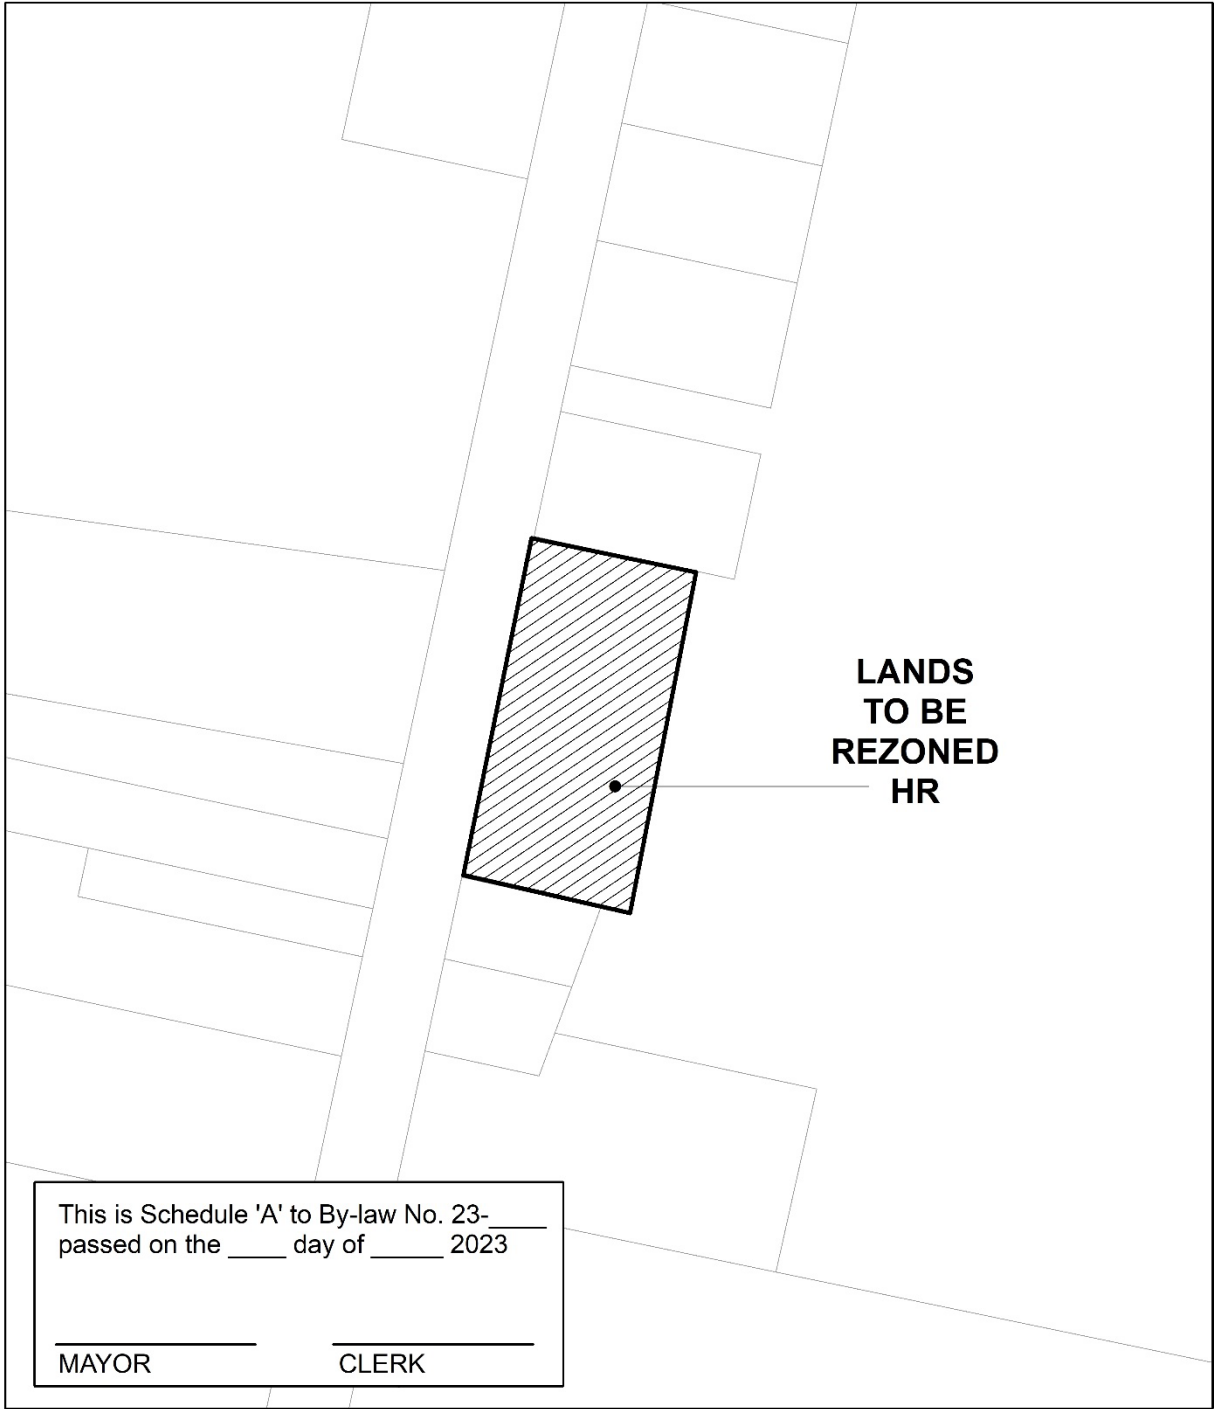 LANDS
TO BE
REZONED
HR
This is Schedule 'A' to By-law No. 23-____
passed on the ____ day of _____ 2023
MAYOR CLERK